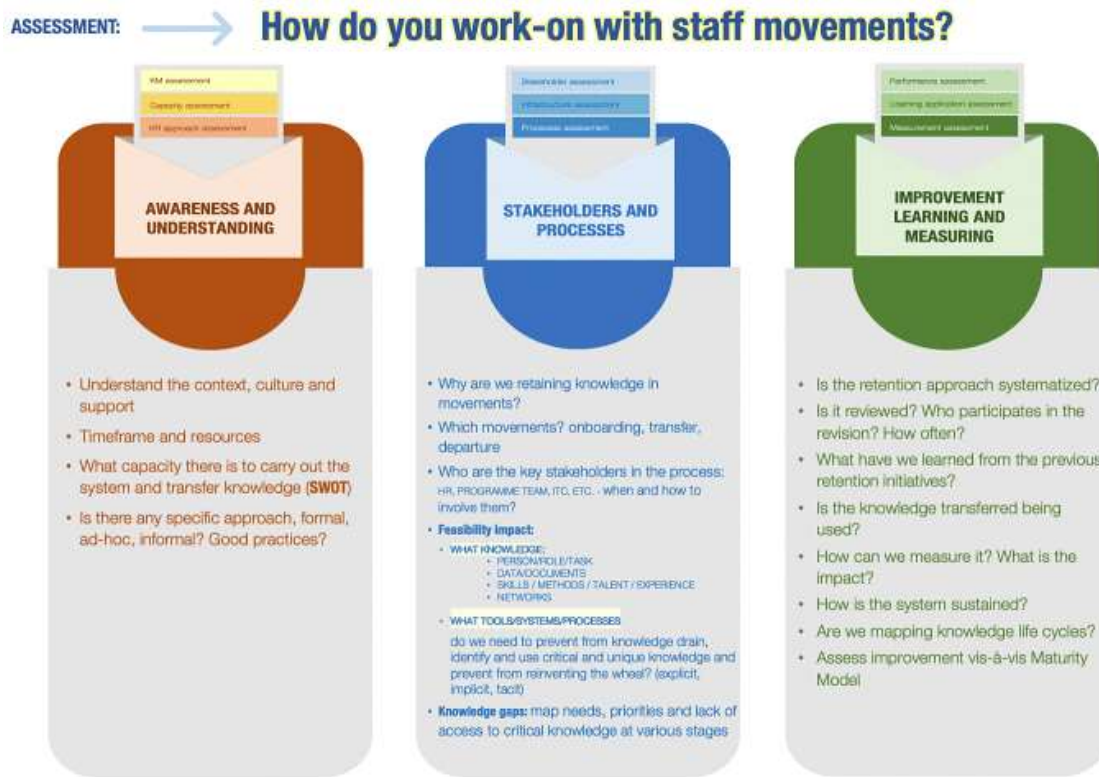 ASSESSMENT:
How do you work-on with staff movements?
KM assessment
Capacity assessment
HR approach assessment
AWARENESS AND
UNDERSTANDING
• Understand the context, culture and
support
• Timeframe and resources
• What capacity there is to carry out the
system and transfer knowledge (SWOT)
• Is there any specific approach, formal,
ad-hoc, informal? Good practices?
Stakeholder assessment
Infrastructure assessment
Processes assessment
STAKEHOLDERS AND
PROCESSES
• Why are we retaining knowledge in
movements?
• Which movements? onboarding, transfer,
departure
• Who are the key stakeholders in the process:
HR, PROGRAMME TEAM, ITC, ETC. - when and how to
involve them?
• Feasibility impact:
• WHAT KNOWLEDGE:
• PERSON/ROLE/TASK
• DATA/DOCUMENTS
• SKILLS / METHODS / TALENT / EXPERIENCE
• NETWORKS
• WHAT TOOLS/SYSTEMS/PROCESSES
do we need to prevent from knowledge drain,
identify and use critical and unique knowledge and
prevent from reinventing the wheel? (explicit,
implicit, tacit)
• Knowledge gaps: map needs, priorities and lack of
access to critical knowledge at various stages
Performance assessment
Learning application assessment
Measurement assessment
IMPROVEMENT
LEARNING AND
MEASURING
• Is the retention approach systematized?
• Is it reviewed? Who participates in the
revision? How often?
• What have we learned from the previous
retention initiatives?
• Is the knowledge transferred being
used?
• How can we measure it? What is the
impact?
• How is the system sustained?
• Are we mapping knowledge life cycles?
• Assess improvement vis-à-vis Maturity
Model